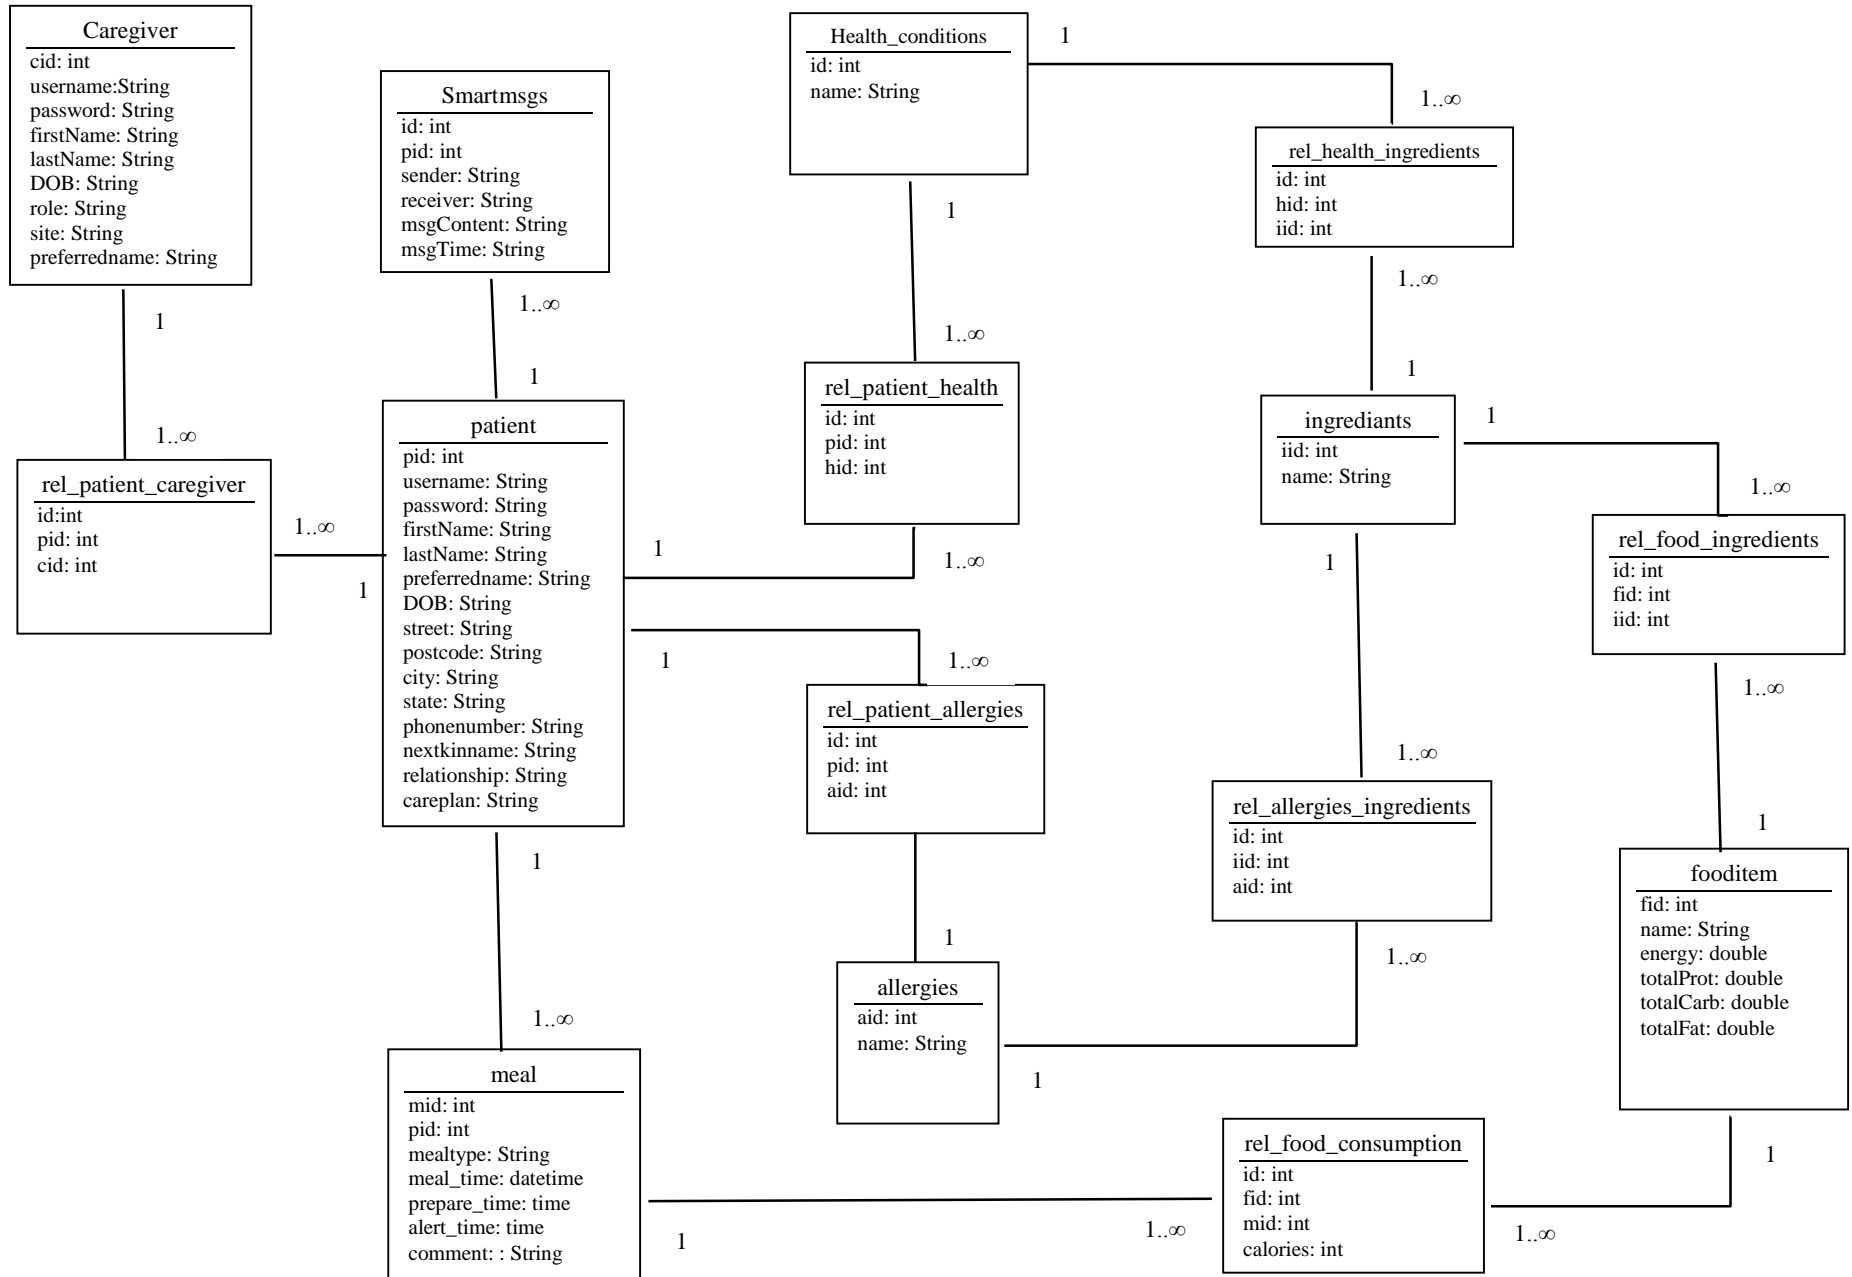 Caregiver
cid: int
username:String
password: String
firstName: String
lastName: String
DOB: String
role: String
site: String
preferredname: String
1
1..∞
Smartmsgs
id: int
pid: int
sender: String
receiver: String
msgContent: String
msgTime: String
1..∞
1
Health_conditions
id: int
name: String
1
1..∞
1
1..∞
rel_health_ingredients
id: int
hid: int
iid: int
1..∞
1
rel_patient_caregiver
id:int
pid: int
cid: int
1..∞
1
patient
pid: int
username: String
password: String
firstName: String
lastName: String
preferredname: String
DOB: String
street: String
postcode: String
city: String
state: String
phonenumber: String
nextkinname: String
relationship: String
careplan: String
1
1..∞
rel_patient_health
id: int
pid: int
hid: int
1..∞
1
1
1..∞
rel_patient_allergies
id: int
pid: int
aid: int
1
ingrediants
iid: int
name: String
1
1..∞
1
1..∞
rel_food_ingredients
id: int
fid: int
iid: int
1..∞
1
rel_allergies_ingredients
id: int
iid: int
aid: int
1..∞
allergies
aid: int
name: String
1
fooditem
fid: int
name: String
energy: double
totalProt: double
totalCarb: double
totalFat: double
1
meal
mid: int
pid: int
mealtype: String
meal_time: datetime
prepare_time: time
alert_time: time
comment: : String
1
1..∞
rel_food_consumption
id: int
fid: int
mid: int
calories: int
1..∞